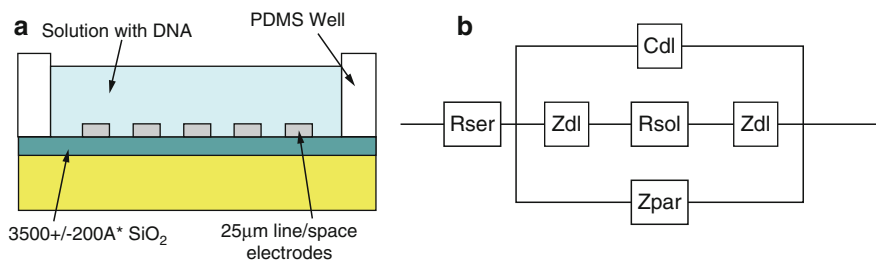 a
Solution with DNA
PDMS Well
3500+/-200A* SiO₂
25μm line/space
electrodes
b
Cdl
Rser
Zdl
Rsol
Zdl
Zpar